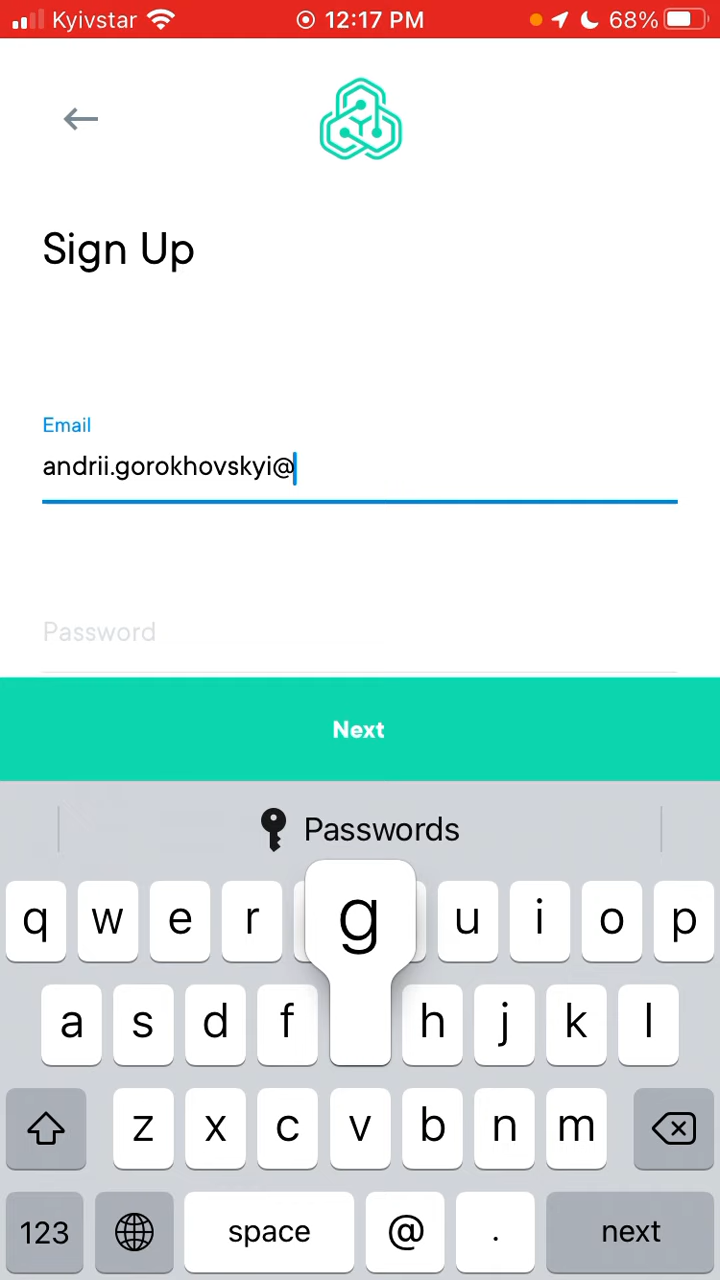 Kyivstar 12:17 PM 68%
Sign Up
Email
andrii.gorokhovskyi@
Password
Next
Passwords
q w e r g u i o p
a s d f h j k l
z x c v b n m
123 space @ . next